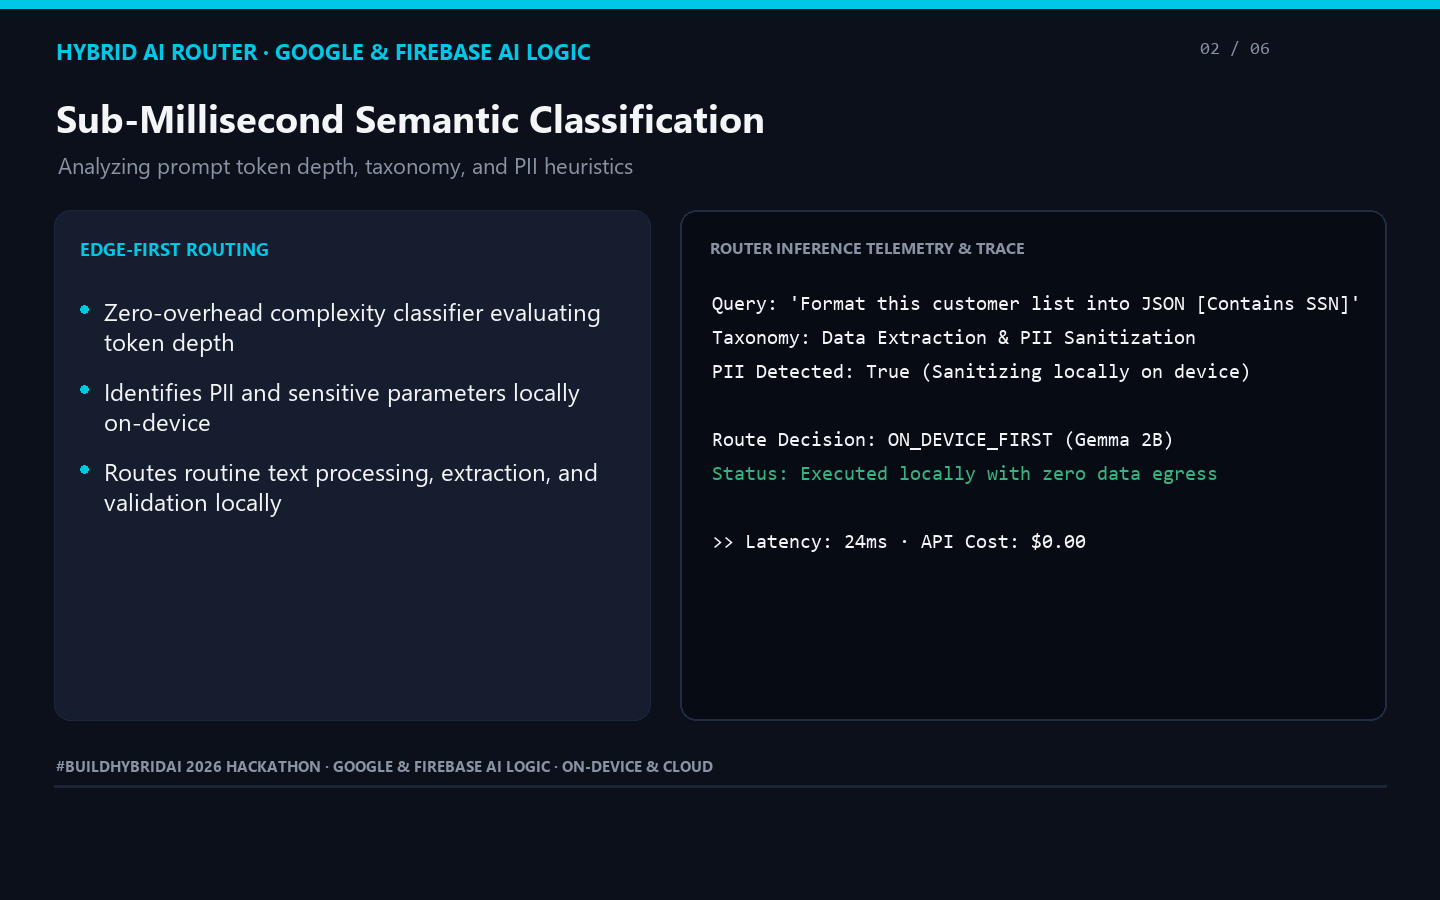 HYBRID AI ROUTER · GOOGLE & FIREBASE AI LOGIC
02 / 06
Sub-Millisecond Semantic Classification
Analyzing prompt token depth, taxonomy, and PII heuristics
EDGE-FIRST ROUTING
• Zero-overhead complexity classifier evaluating
token depth
• Identifies PII and sensitive parameters locally
on-device
• Routes routine text processing, extraction, and
validation locally
ROUTER INFERENCE TELEMETRY & TRACE
Query: 'Format this customer list into JSON [Contains SSN]'
Taxonomy: Data Extraction & PII Sanitization
PII Detected: True (Sanitizing locally on device)
Route Decision: ON_DEVICE_FIRST (Gemma 2B)
Status: Executed locally with zero data egress
>> Latency: 24ms · API Cost: $0.00
#BUILDHYBRIDAI 2026 HACKATHON · GOOGLE & FIREBASE AI LOGIC · ON-DEVICE & CLOUD